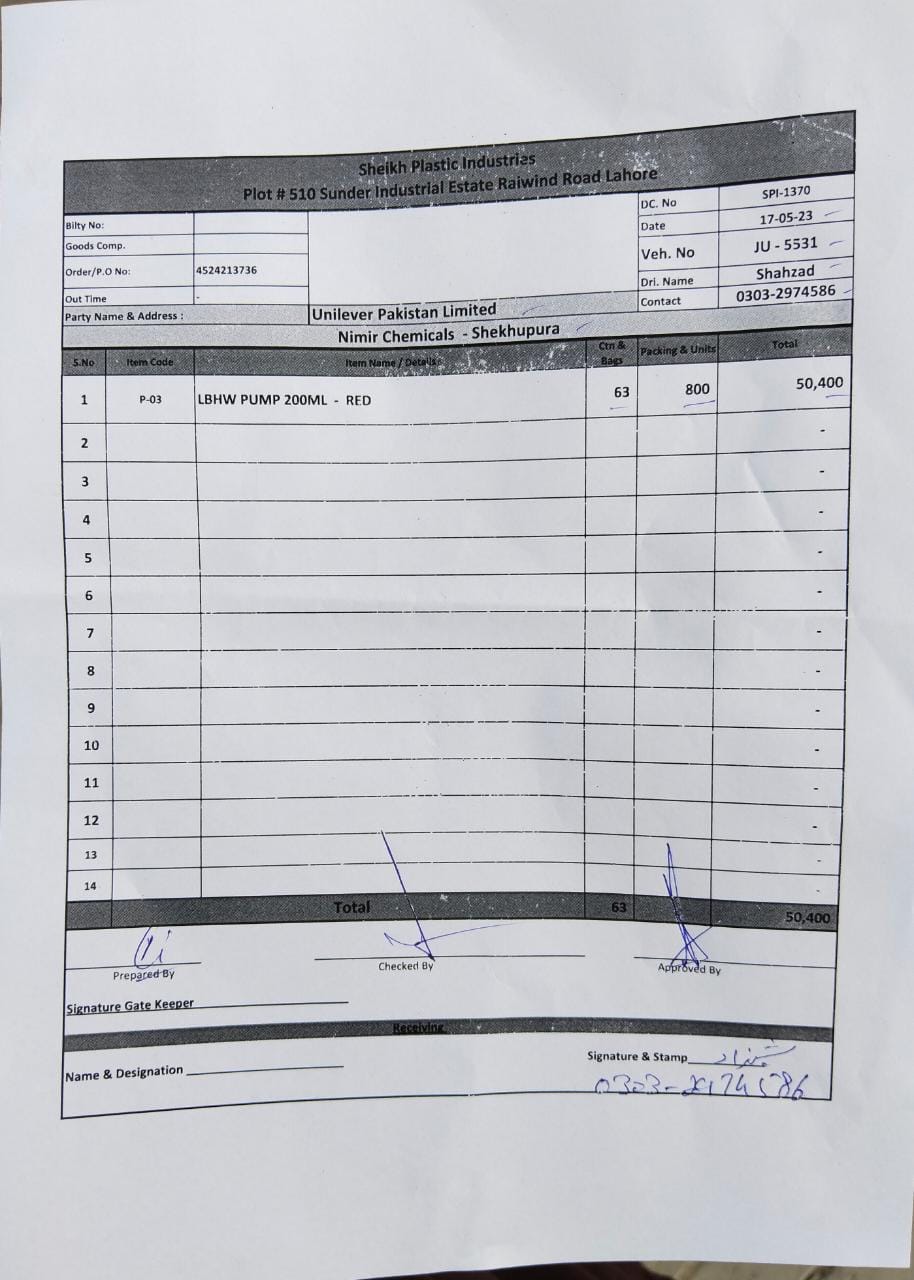 Sheikh Plastic Industries
Plot # 510 Sunder Industrial Estate Raiwind Road Lahore
Bilty No:
Goods Comp.
Order/P.O No: 4524213736
Out Time -
DC. No SPI-1370
Date 17-05-23
Veh. No JU - 5531
Dri. Name Shahzad
Contact 0303-2974586
Party Name & Address : Unilever Pakistan Limited
Nimir Chemicals - Shekhupura
S.No Item Code Item Name / Details Ctn & Bags Packing & Units Total
1 P-03 LBHW PUMP 200ML - RED 63 800 50,400
2 -
3 -
4 -
5 -
6 -
7 -
8 -
9 -
10 -
11 -
12 -
13 -
14 -
Total 63 50,400
Prepared By Checked By Approved By
Signature Gate Keeper
Receiving
Name & Designation
Signature & Stamp شہزاد
0303-2974586